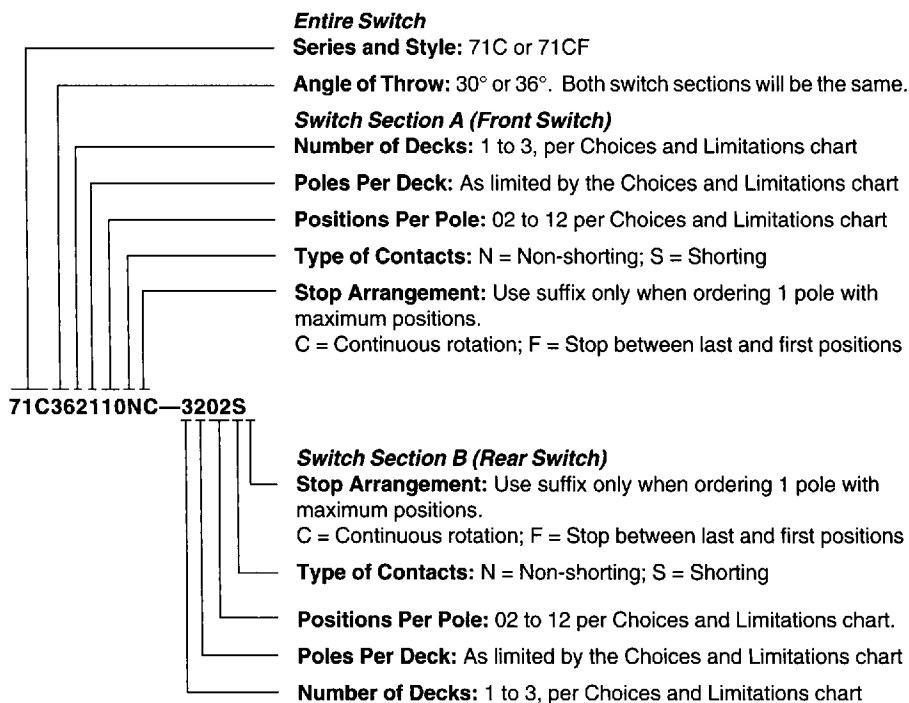 Entire Switch
Series and Style: 71C or 71CF
Angle of Throw: 30° or 36°. Both switch sections will be the same.
Switch Section A (Front Switch)
Number of Decks: 1 to 3, per Choices and Limitations chart
Poles Per Deck: As limited by the Choices and Limitations chart
Positions Per Pole: 02 to 12 per Choices and Limitations chart
Type of Contacts: N = Non-shorting; S = Shorting
Stop Arrangement: Use suffix only when ordering 1 pole with
maximum positions.
C = Continuous rotation; F = Stop between last and first positions
71C362110NC—3202S
Switch Section B (Rear Switch)
Stop Arrangement: Use suffix only when ordering 1 pole with
maximum positions.
C = Continuous rotation; F = Stop between last and first positions
Type of Contacts: N = Non-shorting; S = Shorting
Positions Per Pole: 02 to 12 per Choices and Limitations chart.
Poles Per Deck: As limited by the Choices and Limitations chart
Number of Decks: 1 to 3, per Choices and Limitations chart